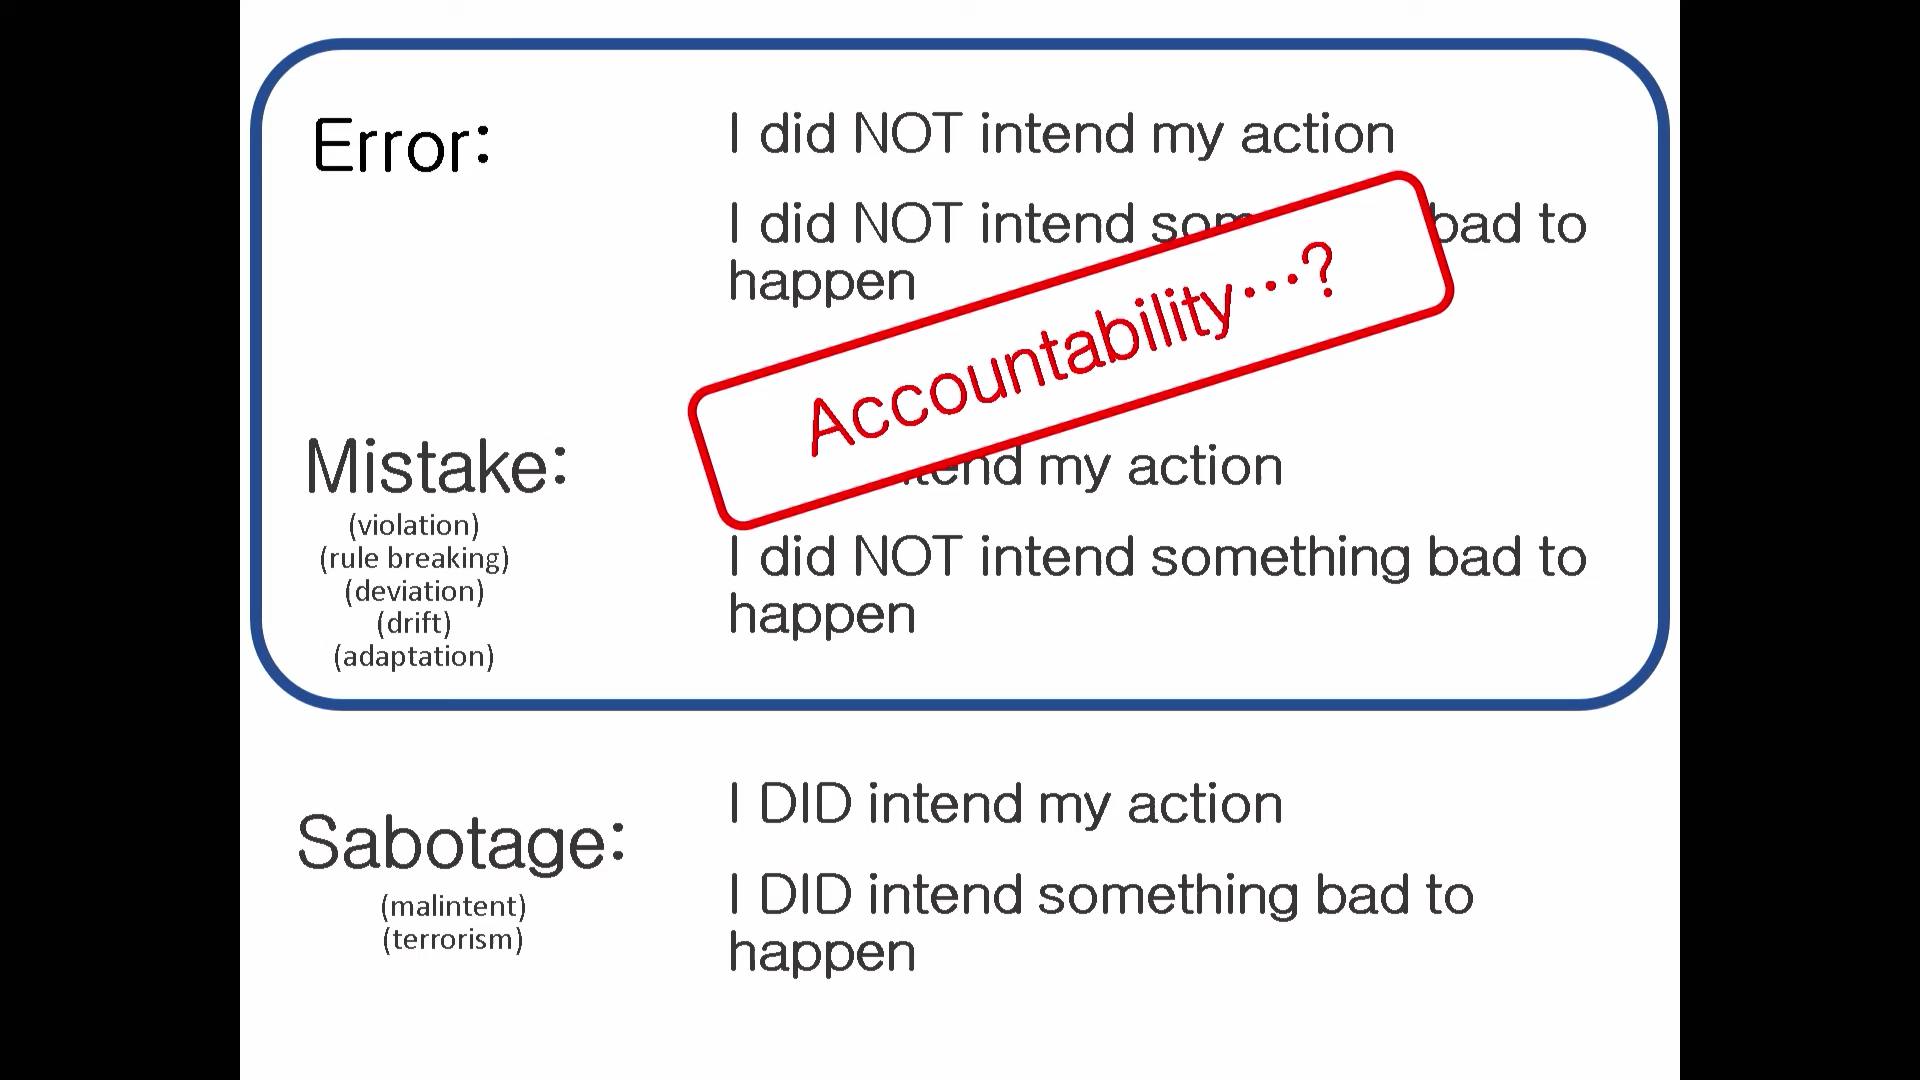 Error:
I did NOT intend my action
I did NOT intend bad to
happen
Accountability…?
Mistake:
my action
(violation)
(rule breaking)
(deviation)
(drift)
(adaptation)
I did NOT intend something bad to
happen
Sabotage:
(malintent)
(terrorism)
I DID intend my action
I DID intend something bad to
happen